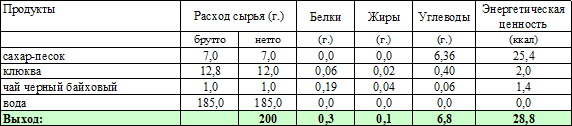 Продукты Расход сырья (г.) Белки Жиры Углеводы Энергетическая ценность
брутто нетто (г.) (г.) (г.) (ккал)
сахар-песок 7,0 7,0 0,0 0,0 6,36 25,4
клюква 12,8 12,0 0,06 0,02 0,40 2,0
чай черный байховый 1,0 1,0 0,19 0,04 0,06 1,4
вода 185,0 185,0 0,0 0,0 0,0 0,0
Выход: 200 0,3 0,1 6,8 28,8